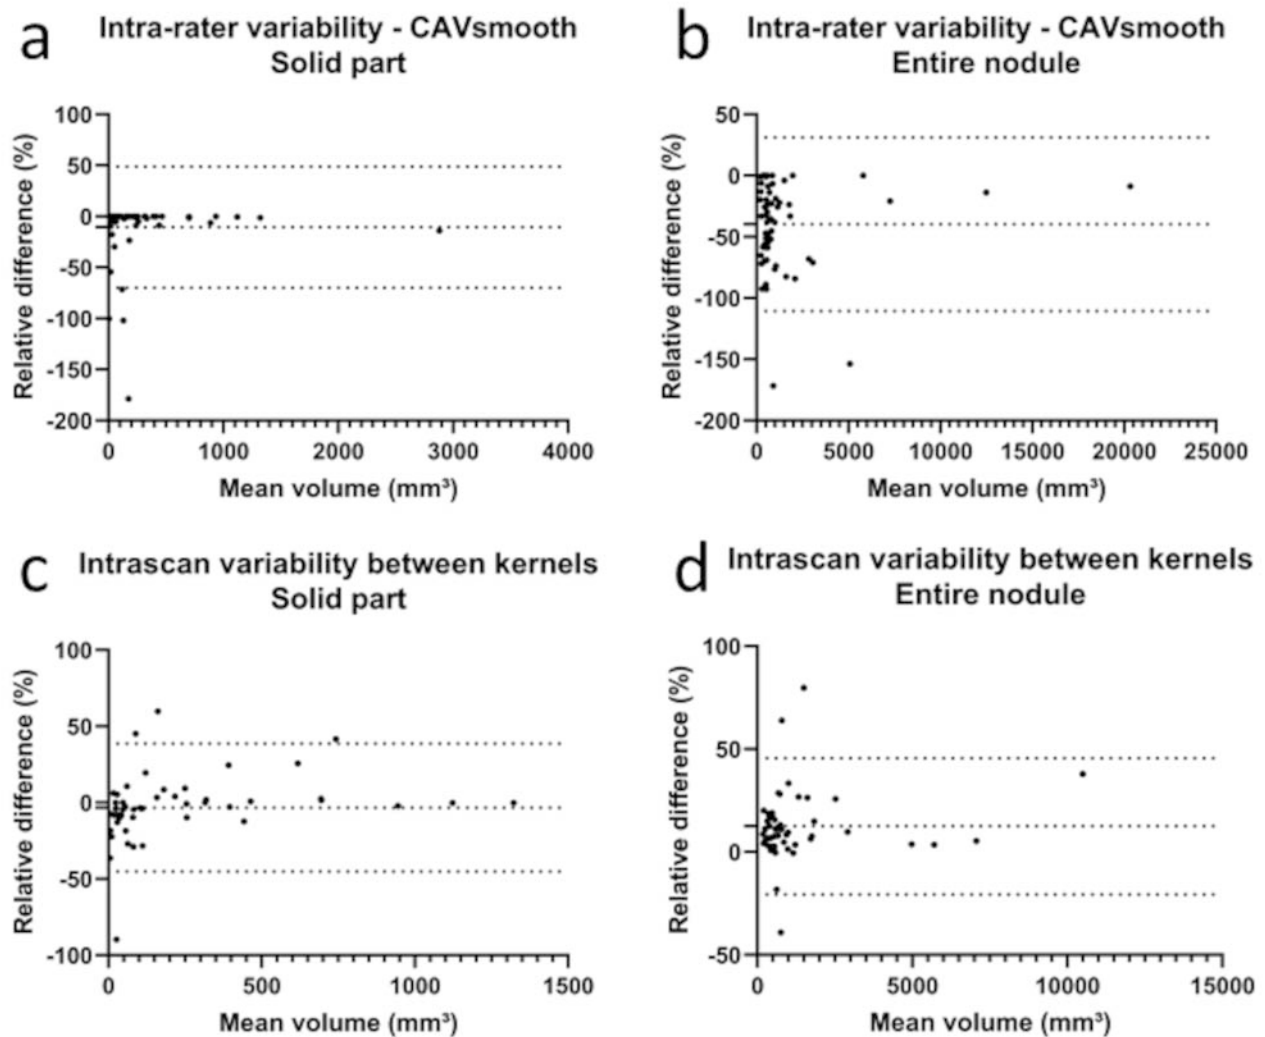 a
Intra-rater variability - CAVsmooth
Solid part
Relative difference (%)
100
50
0
-50
-100
-150
-200
0 1000 2000 3000 4000
Mean volume (mm³)
b
Intra-rater variability - CAVsmooth
Entire nodule
Relative difference (%)
50
0
-50
-100
-150
-200
0 5000 10000 15000 20000 25000
Mean volume (mm³)
c
Intrascan variability between kernels
Solid part
Relative difference (%)
100
50
0
-50
-100
0 500 1000 1500
Mean volume (mm³)
d
Intrascan variability between kernels
Entire nodule
Relative difference (%)
100
50
0
-50
0 5000 10000 15000
Mean volume (mm³)